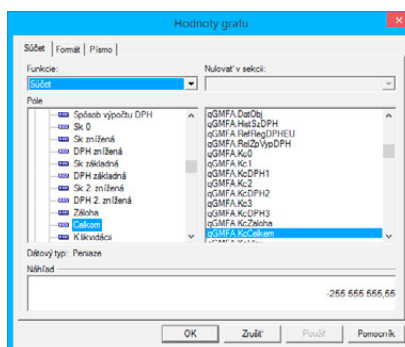 Hodnoty grafu
Súčet Formát Písmo
Funkcie: Nulovať v sekcii:
Súčet
Pole
Spôsob výpočtu DPH
Sk 0
Sk znížená
DPH znížená
Sk základná
DPH základná
Sk 2. znížená
DPH 2. znížená
Záloha
Celkom
K likvidácii
qGMFA.DatObj
qGMFA.HistSzDPH
qGMFA.RefRegDPHEU
qGMFA.RelZpVypDPH
qGMFA.Kc0
qGMFA.Kc1
qGMFA.KcDPH1
qGMFA.Kc2
qGMFA.KcDPH2
qGMFA.Kc3
qGMFA.KcDPH3
qGMFA.KcZaloha
qGMFA.KcCelkem
Dátový typ: Peniaze
Náhľad
-255 555 555,55
OK Zrušiť Použiť Pomocník